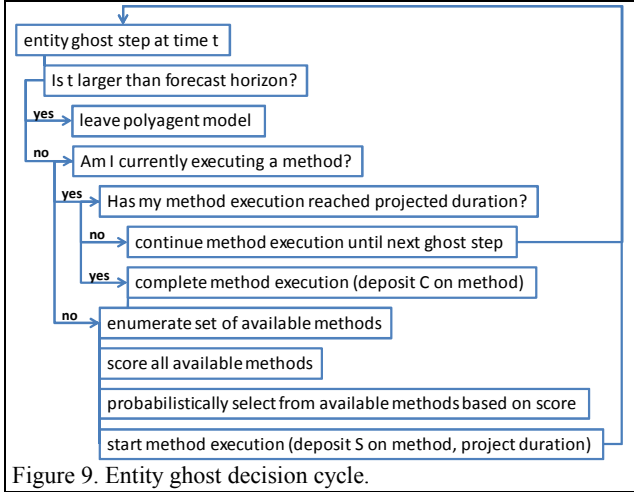 entity ghost step at time t
Is t larger than forecast horizon?
yes
leave polyagent model
no
Am I currently executing a method?
yes
Has my method execution reached projected duration?
no
continue method execution until next ghost step
yes
complete method execution (deposit C on method)
no
enumerate set of available methods
score all available methods
probabilistically select from available methods based on score
start method execution (deposit S on method, project duration)
Figure 9. Entity ghost decision cycle.